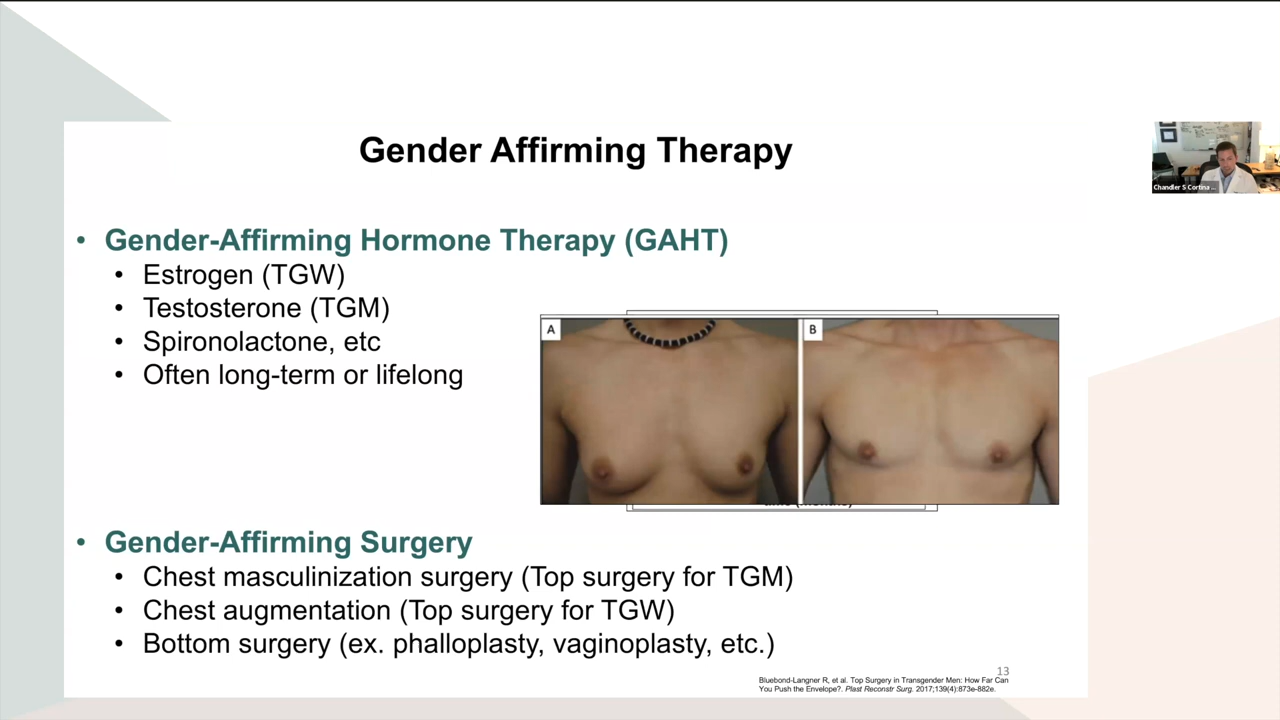 Gender Affirming Therapy
Chandler S Cortina ...
• Gender-Affirming Hormone Therapy (GAHT)
• Estrogen (TGW)
• Testosterone (TGM)
• Spironolactone, etc
• Often long-term or lifelong
A
B
• Gender-Affirming Surgery
• Chest masculinization surgery (Top surgery for TGM)
• Chest augmentation (Top surgery for TGW)
• Bottom surgery (ex. phalloplasty, vaginoplasty, etc.)
13
Bluebond-Langner R, et al. Top Surgery in Transgender Men: How Far Can
You Push the Envelope?. Plast Reconstr Surg. 2017;139(4):873e-882e.